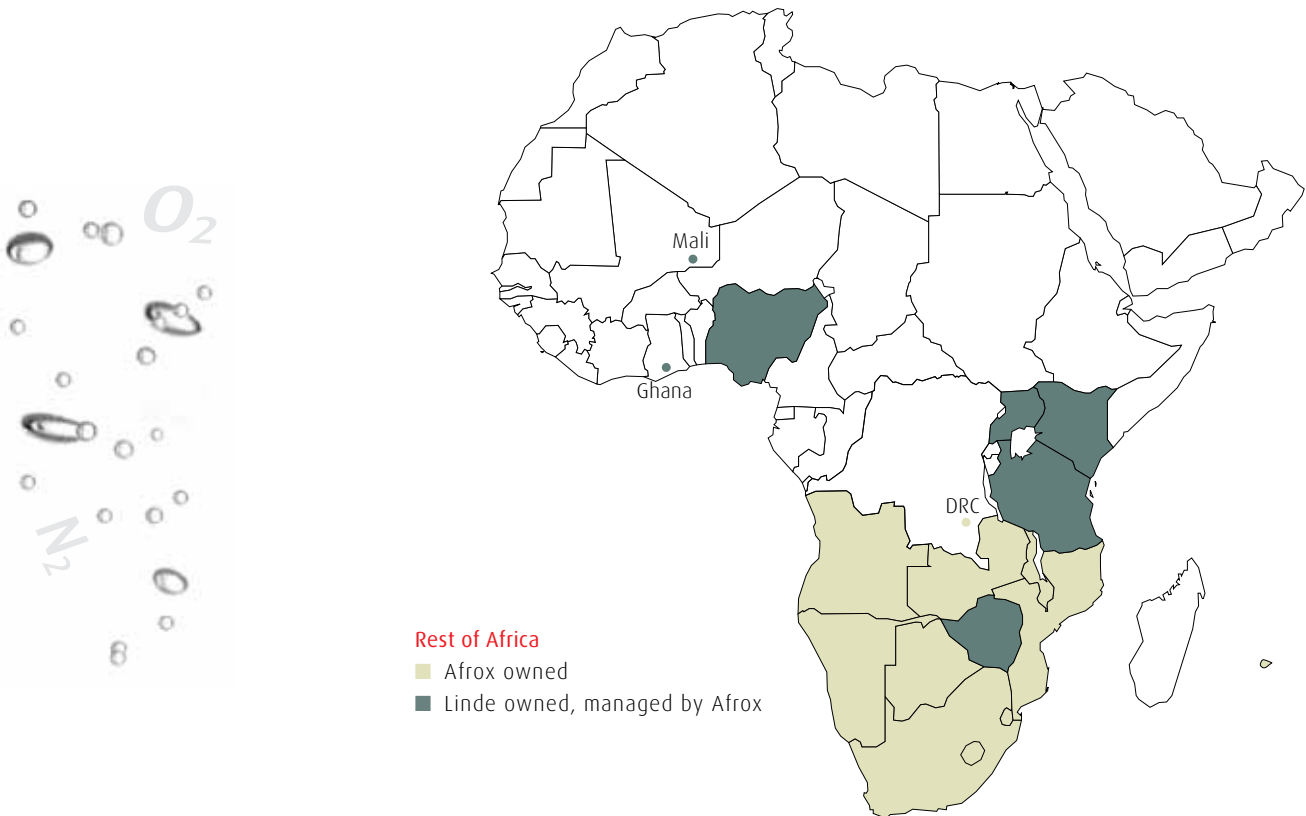 O₂
Mali
Ghana
DRC
N₂
Rest of Africa
Afrox owned
Linde owned, managed by Afrox